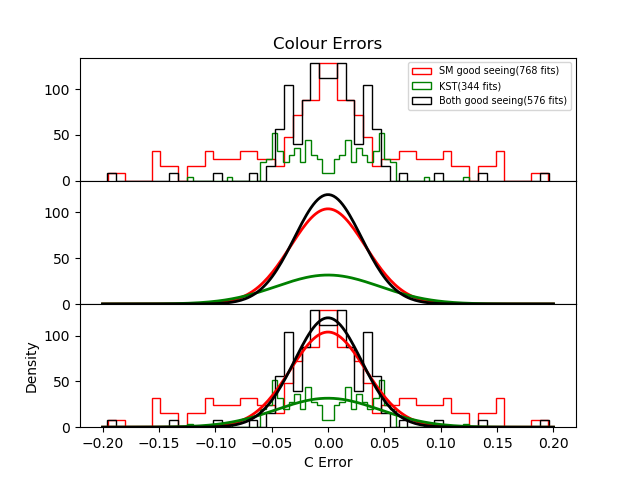 Colour Errors
SM good seeing(768 fits)
KST(344 fits)
Both good seeing(576 fits)
100
50
0
100
50
0
100
50
0
Density
−0.20 −0.15 −0.10 −0.05 0.00 0.05 0.10 0.15 0.20
C Error